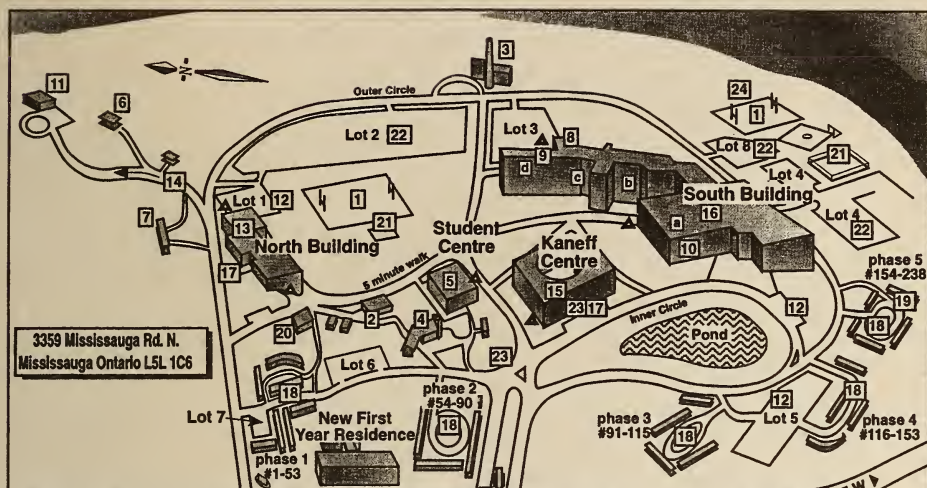 3
N
11
6
Outer Circle
24
1
Lot 2 22
Lot 3
8
9
Lot 8 22
21
14
d
c
b
Lot 4
Lot 1 12
1
South Building
7
13
21
Student
Centre
a
16
Lot 4
22
North Building
Kaneff
Centre
10
17
5 minute walk
5
15
phase 5
#154-238
23 17
Inner Circle
12
19
18
20
2
4
3359 Mississauga Rd. N.
Mississauga Ontario L5L 1C6
Pond
23
Lot 6
18
phase 2
#54-90
12
18
Lot 7
New First
Year Residence
18
phase 3
#91-115
18
Lot 5
phase 4
#116-153
phase 1
#1-53
W